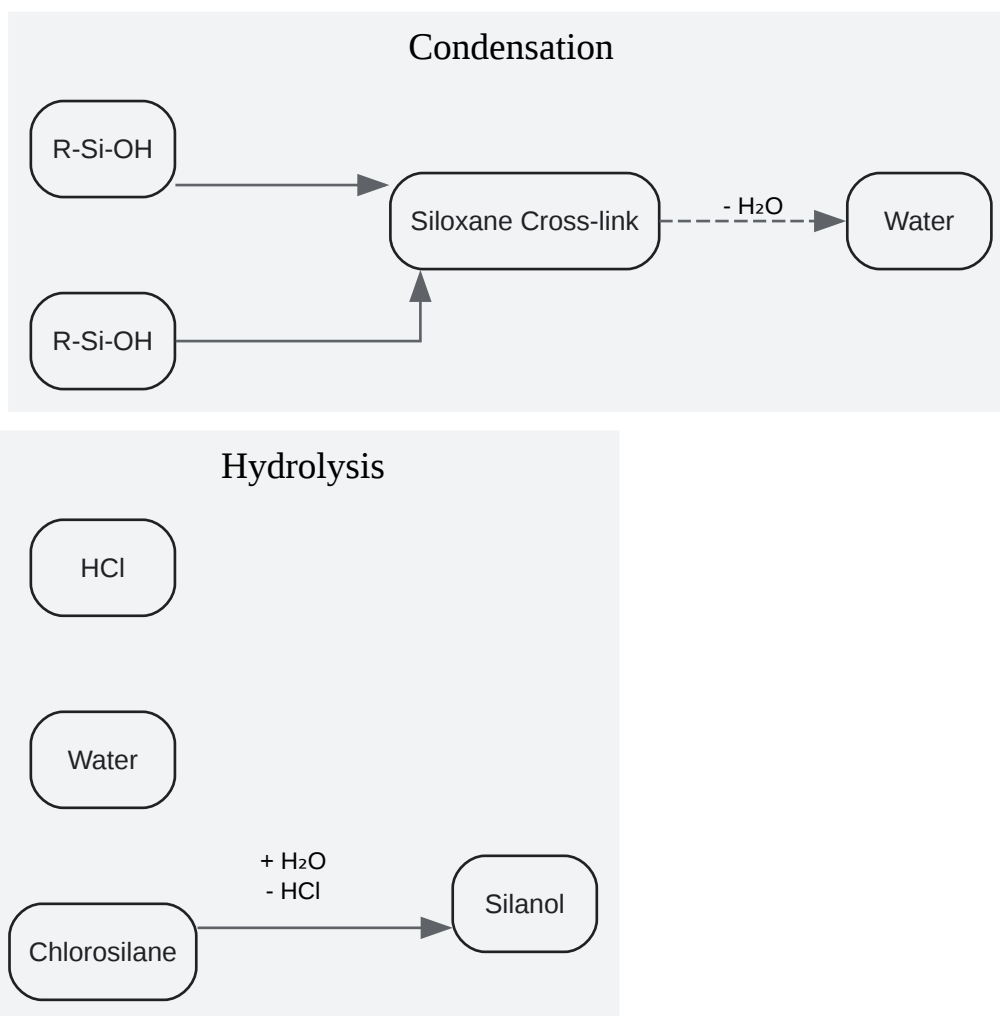 Condensation
R-Si-OH
Siloxane Cross-link
- H₂O
Water
R-Si-OH
Hydrolysis
HCl
Water
+ H₂O
- HCl
Silanol
Chlorosilane